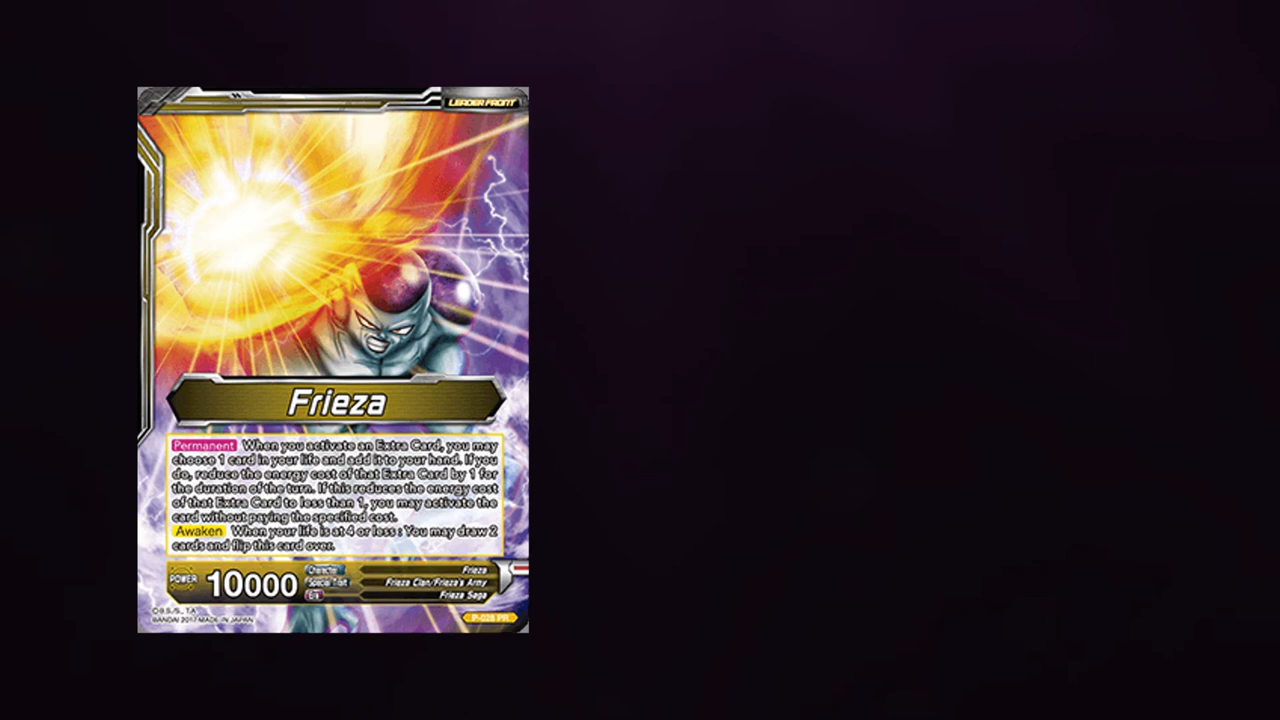 LEADER FRONT
Frieza
Permanent When you activate an Extra Card, you may
choose 1 card in your life and add it to your hand. If you
do, reduce the energy cost of that Extra Card by 1 for
the duration of the turn. If this reduces the energy cost
of that Extra Card to less than 1, you may activate the
card without paying the specified cost.
Awaken When your life is at 4 or less : You may draw 2
cards and flip this card over.
POWER 10000
Character Frieza
Special Trait Frieza Clan/Frieza's Army
Era Frieza Saga
©B.S./S., T.A
BANDAI 2017 MADE IN JAPAN
P-028 PR